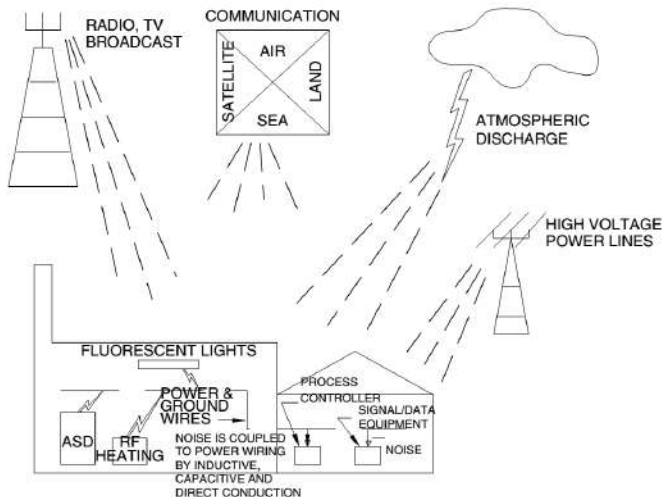 RADIO, TV
BROADCAST
COMMUNICATION
SATELLITE
AIR
LAND
SEA
ATMOSPHERIC
DISCHARGE
HIGH VOLTAGE
POWER LINES
FLUORESCENT LIGHTS
POWER &
GROUND
WIRES
ASD
RF
HEATING
NOISE IS COUPLED
TO POWER WIRING
BY INDUCTIVE,
CAPACITIVE AND
DIRECT CONDUCTION
PROCESS
CONTROLLER
SIGNAL/DATA
EQUIPMENT
NOISE